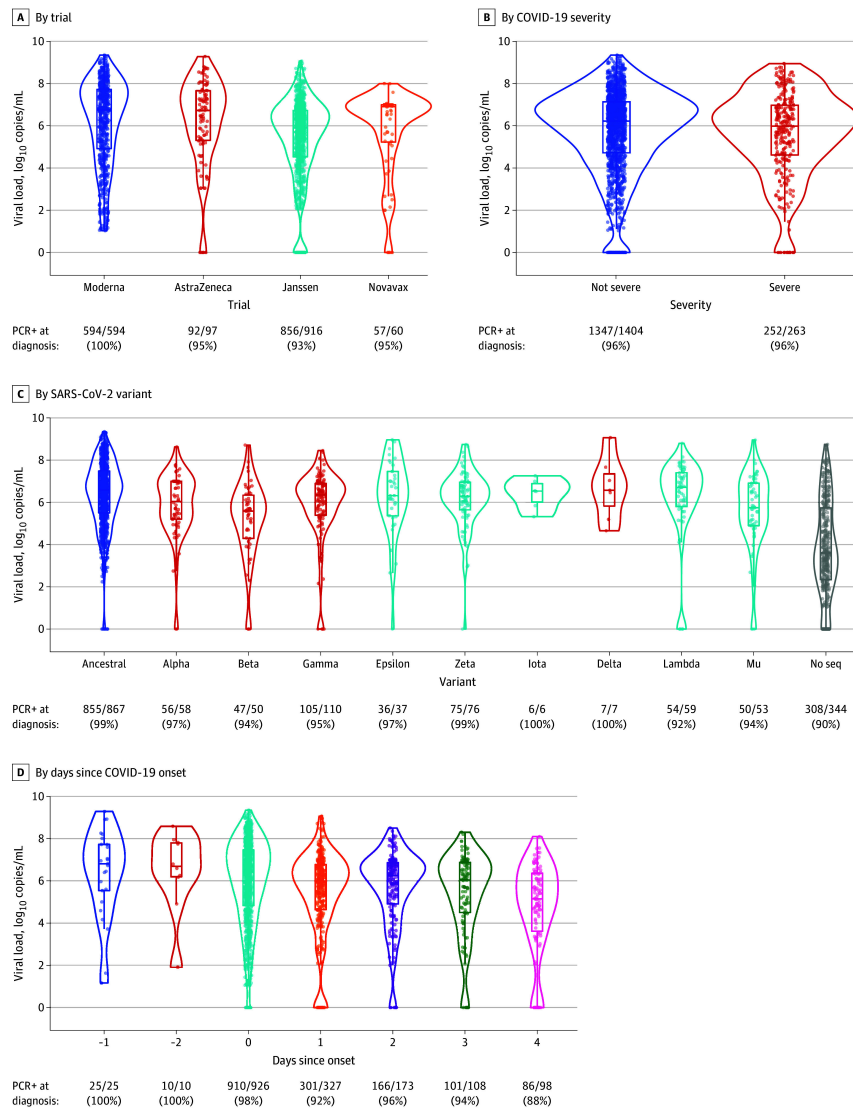 A By trial
10
8
6
4
2
0
Viral load, log10 copies/mL
Moderna AstraZeneca Janssen Novavax
Trial
PCR+ at diagnosis:
594/594 (100%)
92/97 (95%)
856/916 (93%)
57/60 (95%)
B By COVID-19 severity
10
8
6
4
2
0
Viral load, log10 copies/mL
Not severe Severe
Severity
PCR+ at diagnosis:
1347/1404 (96%)
252/263 (96%)
C By SARS-CoV-2 variant
10
8
6
4
2
0
Viral load, log10 copies/mL
Ancestral Alpha Beta Gamma Epsilon Zeta Iota Delta Lambda Mu No seq
Variant
PCR+ at diagnosis:
855/867 (99%)
56/58 (97%)
47/50 (94%)
105/110 (95%)
36/37 (97%)
75/76 (99%)
6/6 (100%)
7/7 (100%)
54/59 (92%)
50/53 (94%)
308/344 (90%)
D By days since COVID-19 onset
10
8
6
4
2
0
Viral load, log10 copies/mL
-1 -2 0 1 2 3 4
Days since onset
PCR+ at diagnosis:
25/25 (100%)
10/10 (100%)
910/926 (98%)
301/327 (92%)
166/173 (96%)
101/108 (94%)
86/98 (88%)